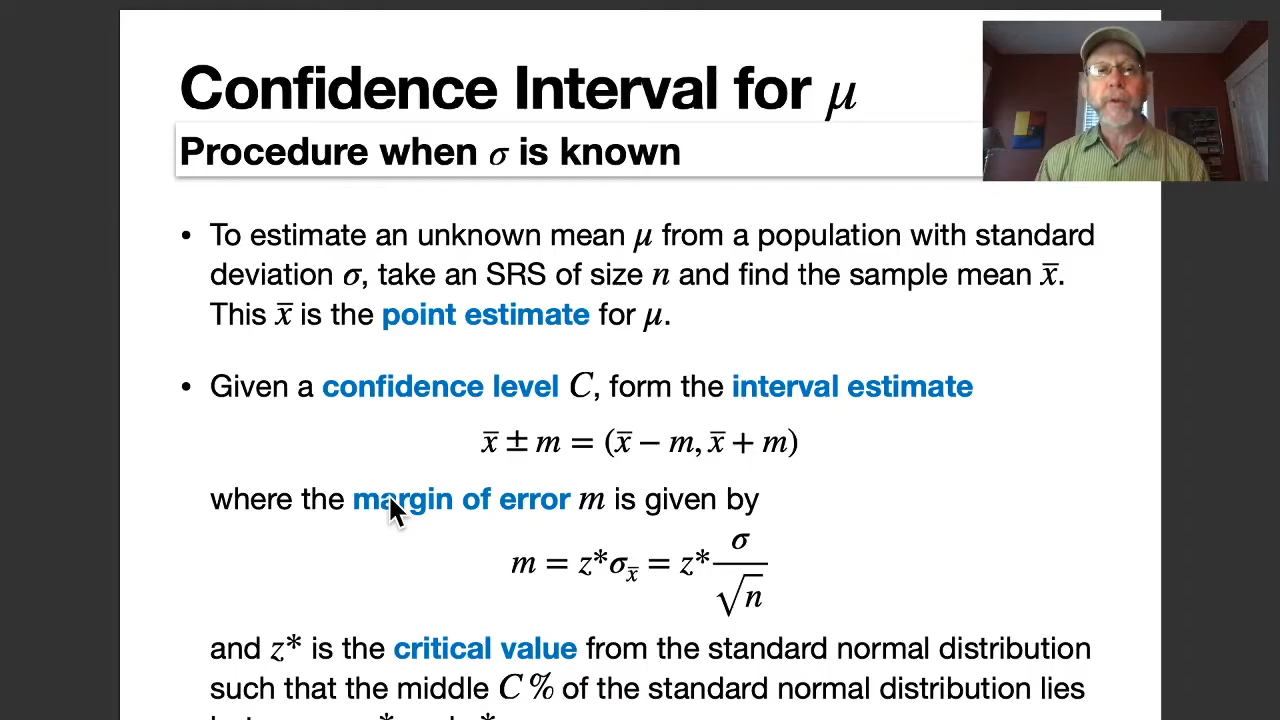 Confidence Interval for μ
Procedure when σ is known
• To estimate an unknown mean μ from a population with standard
deviation σ, take an SRS of size n and find the sample mean x̄.
This x̄ is the point estimate for μ.
• Given a confidence level C, form the interval estimate
x̄ ± m = (x̄ − m, x̄ + m)
where the margin of error m is given by
m = z*σ_x̄ = z* σ/√n
and z* is the critical value from the standard normal distribution
such that the middle C % of the standard normal distribution lies